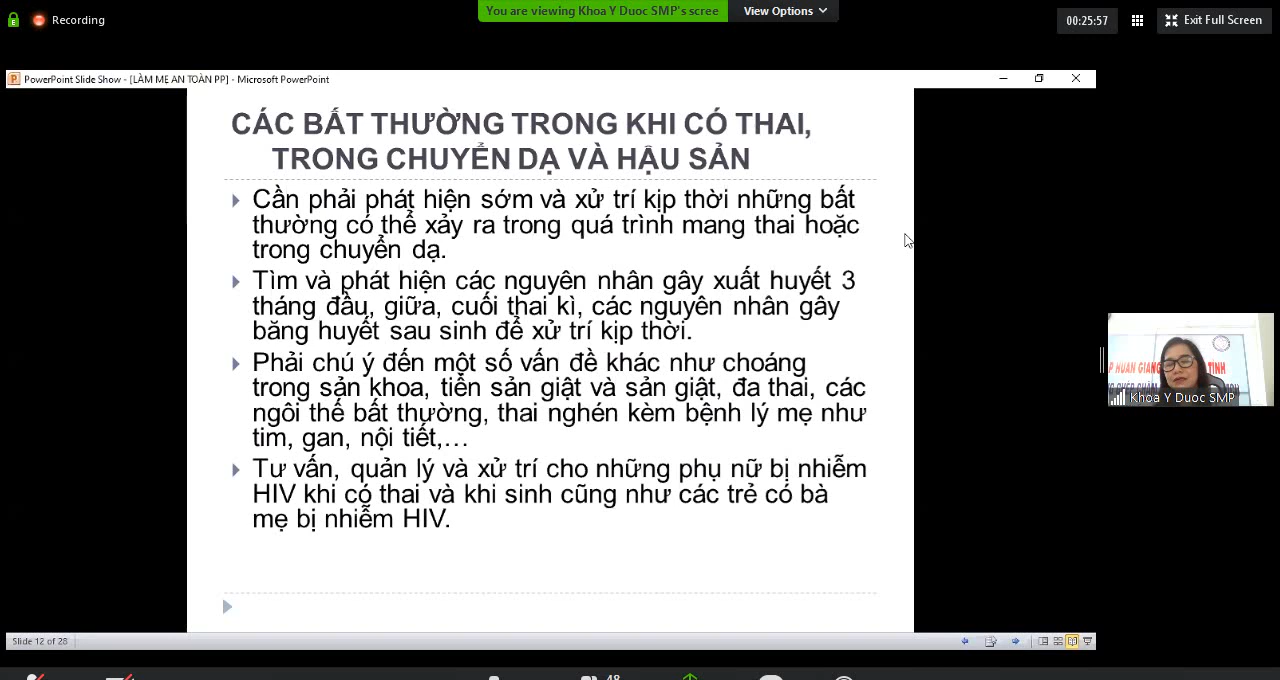 Recording
You are viewing Khoa Y Duoc SMP's scree
View Options
00:25:57
Exit Full Screen
PowerPoint Slide Show - [LÀM MẸ AN TOÀN PP] - Microsoft PowerPoint
CÁC BẤT THƯỜNG TRONG KHI CÓ THAI,
TRONG CHUYỂN DẠ VÀ HẬU SẢN
Cần phải phát hiện sớm và xử trí kịp thời những bất
thường có thể xảy ra trong quá trình mang thai hoặc
trong chuyển dạ.
Tìm và phát hiện các nguyên nhân gây xuất huyết 3
tháng đầu, giữa, cuối thai kì, các nguyên nhân gây
băng huyết sau sinh để xử trí kịp thời.
Phải chú ý đến một số vấn đề khác như choáng
trong sản khoa, tiền sản giật và sản giật, đa thai, các
ngôi thế bất thường, thai nghén kèm bệnh lý mẹ như
tim, gan, nội tiết,...
Tư vấn, quản lý và xử trí cho những phụ nữ bị nhiễm
HIV khi có thai và khi sinh cũng như các trẻ có bà
mẹ bị nhiễm HIV.
P HUẤN GIẢNG
TỈNH
Khoa Y Duoc SMP
Slide 12 of 28
48